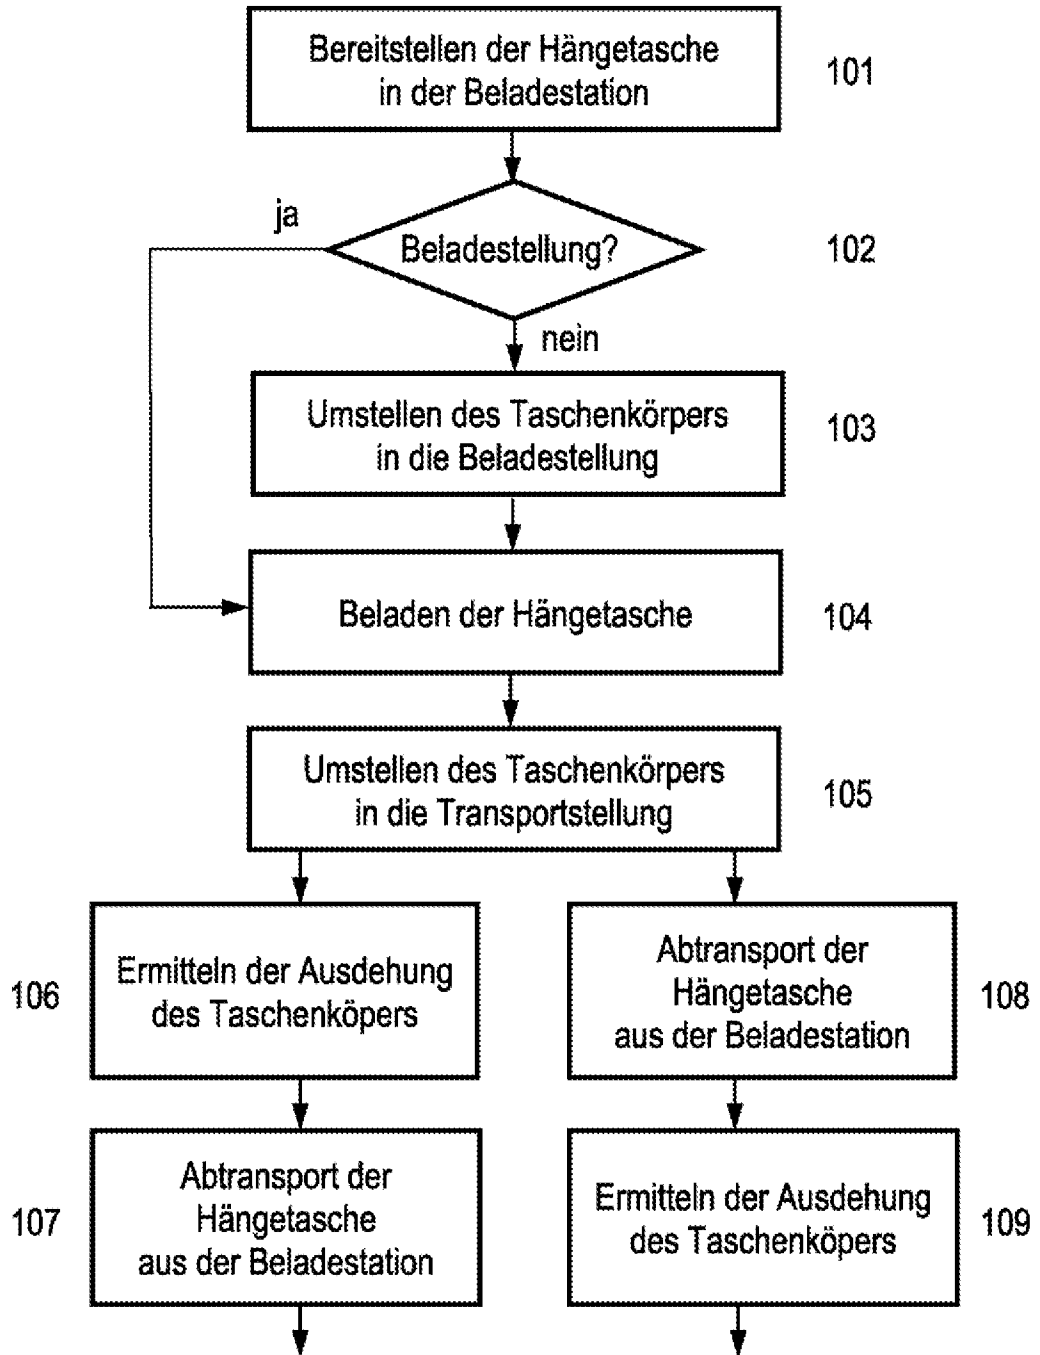 Bereitstellen der Hängetasche
in der Beladestation
101
ja
Beladestellung?
102
nein
Umstellen des Taschenkörpers
in die Beladestellung
103
Beladen der Hängetasche
104
Umstellen des Taschenkörpers
in die Transportstellung
105
106
Ermitteln der Ausdehung
des Taschenköpers
Abtransport der
Hängetasche
aus der Beladestation
108
107
Abtransport der
Hängetasche
aus der Beladestation
Ermitteln der Ausdehung
des Taschenköpers
109